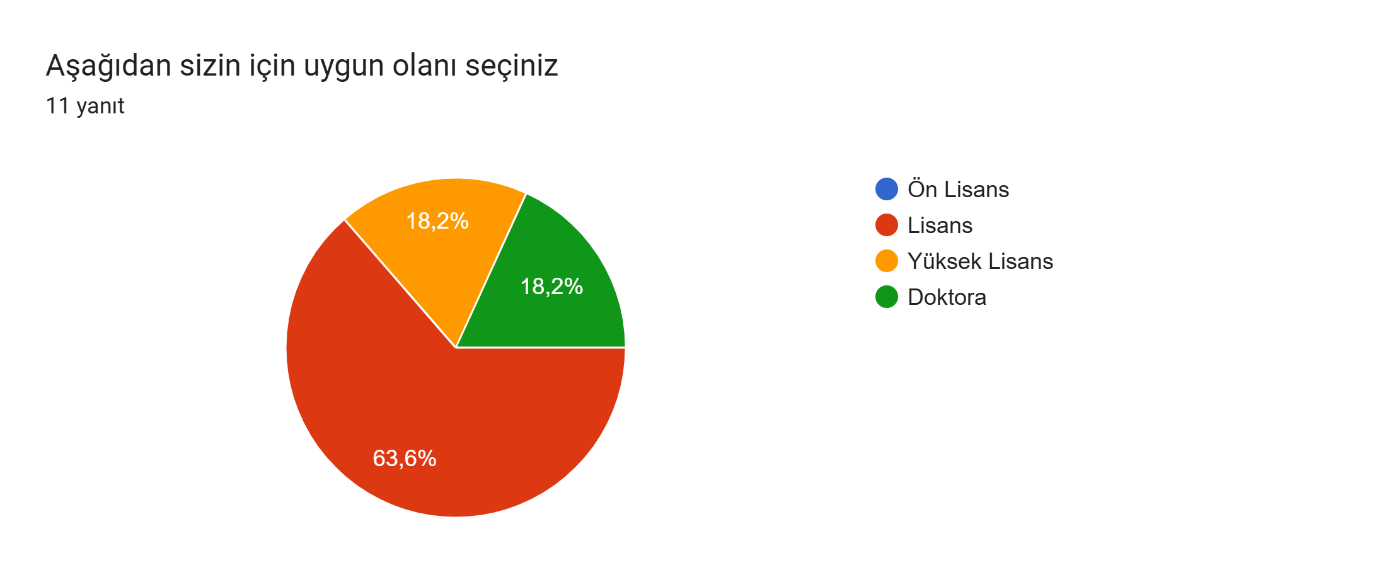 Aşağıdan sizin için uygun olanı seçiniz
11 yanıt
18,2%
18,2%
63,6%
Ön Lisans
Lisans
Yüksek Lisans
Doktora